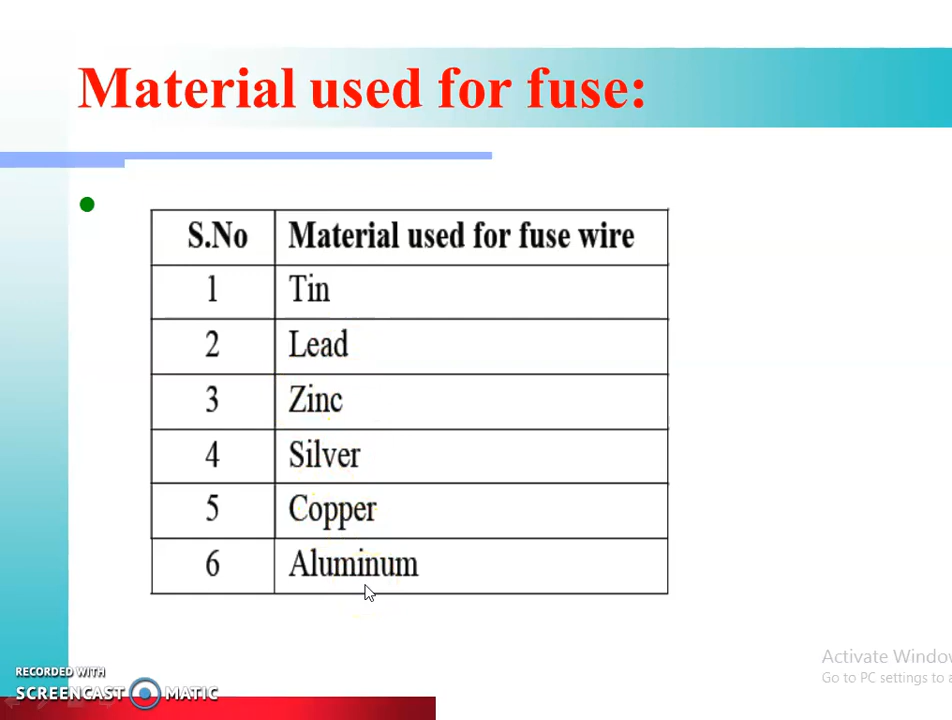 Material used for fuse:
S.No Material used for fuse wire
1 Tin
2 Lead
3 Zinc
4 Silver
5 Copper
6 Aluminum
Activate Window
Go to PC settings to a
RECORDED WITH
SCREENCAST MATIC